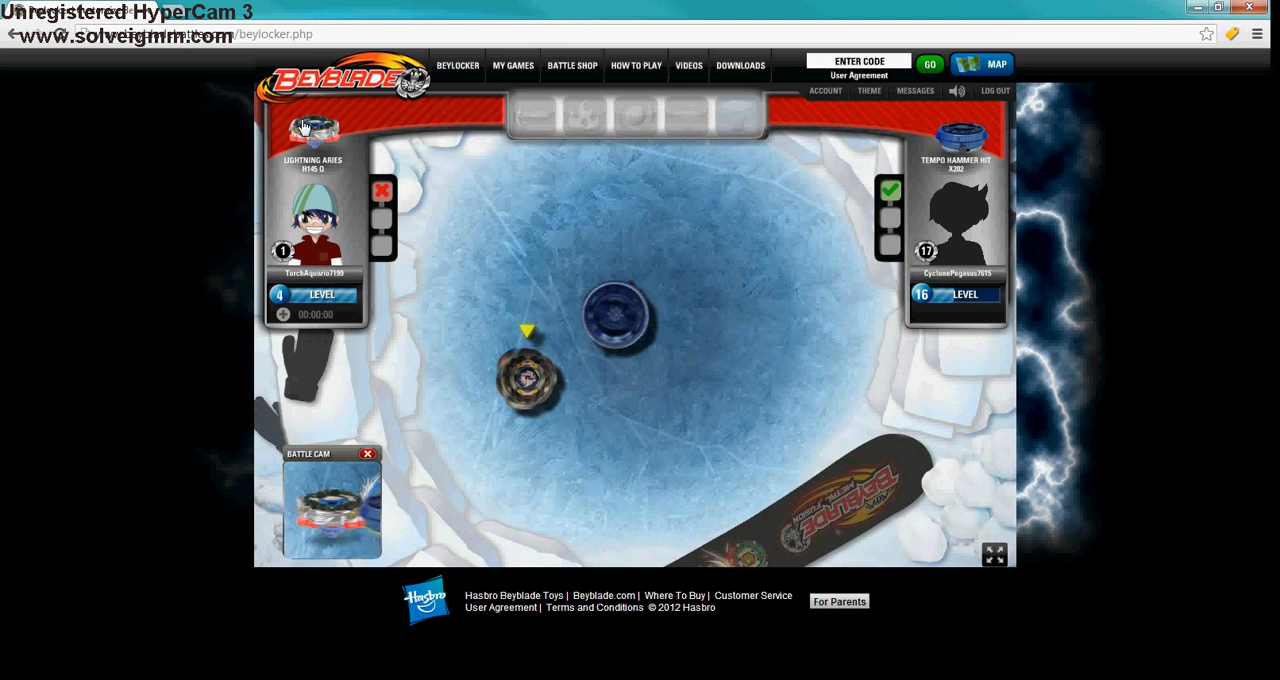 Unregistered HyperCam 3
www.solveigmm.com
/beylocker.php
BEYBLADE
BEYLOCKER
MY GAMES
BATTLE SHOP
HOW TO PLAY
VIDEOS
DOWNLOADS
ENTER CODE
GO
MAP
User Agreement
ACCOUNT
THEME
MESSAGES
LOG OUT
LIGHTNING ARIES
H145 Q
1
TorchAquario7199
4 LEVEL
00:00:00
TEMPO HAMMER HIT
X202
17
CyclonePegasus7615
16 LEVEL
BATTLE CAM
BEYBLADE
METAL FUSION
Hasbro
Hasbro Beyblade Toys | Beyblade.com | Where To Buy | Customer Service
User Agreement | Terms and Conditions © 2012 Hasbro
For Parents